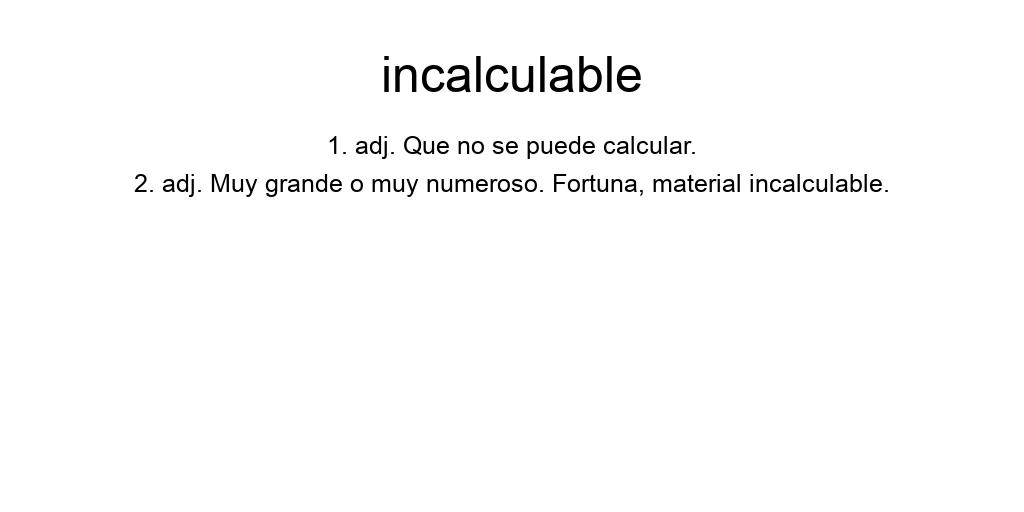 incalculable
1. adj. Que no se puede calcular.
2. adj. Muy grande o muy numeroso. Fortuna, material incalculable.